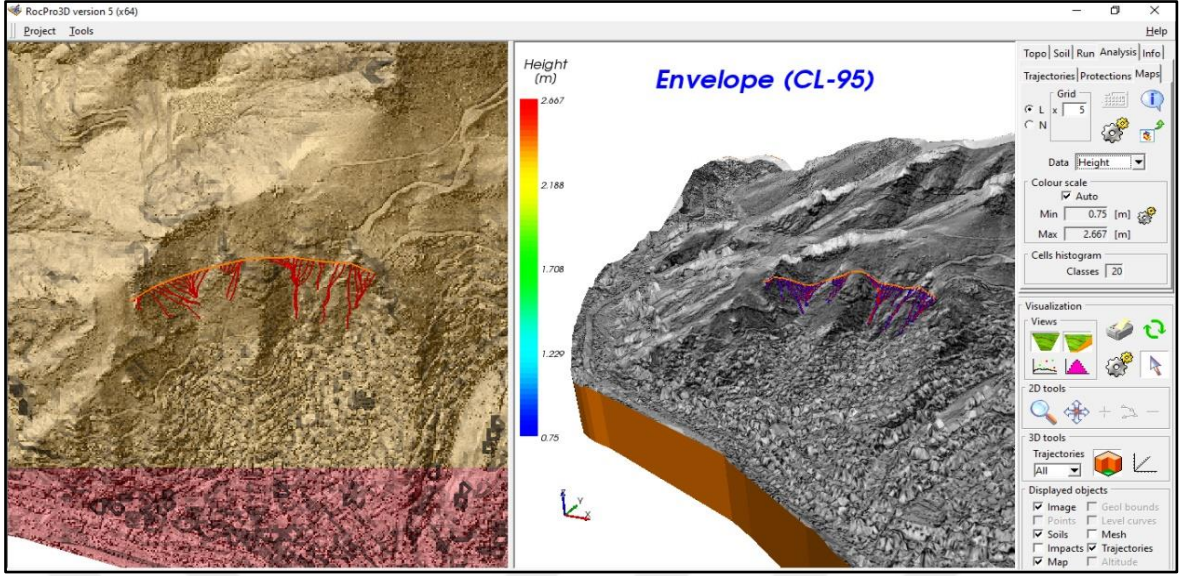 RocPro3D version 5 (x64)
Project Tools
Help
Height
(m)
2.667
2.188
1.708
1.229
0.75
Envelope (CL-95)
Z
Y
X
Topo Soil Run Analysis Info
Trajectories Protections Maps
Grid
L x 5
N
Data Height
Colour scale
Auto
Min 0.75 [m]
Max 2.667 [m]
Cells histogram
Classes 20
Visualization
Views
2D tools
3D tools
Trajectories
All
Displayed objects
Image Geol bounds
Points Level curves
Soils Mesh
Impacts Trajectories
Map Altitude